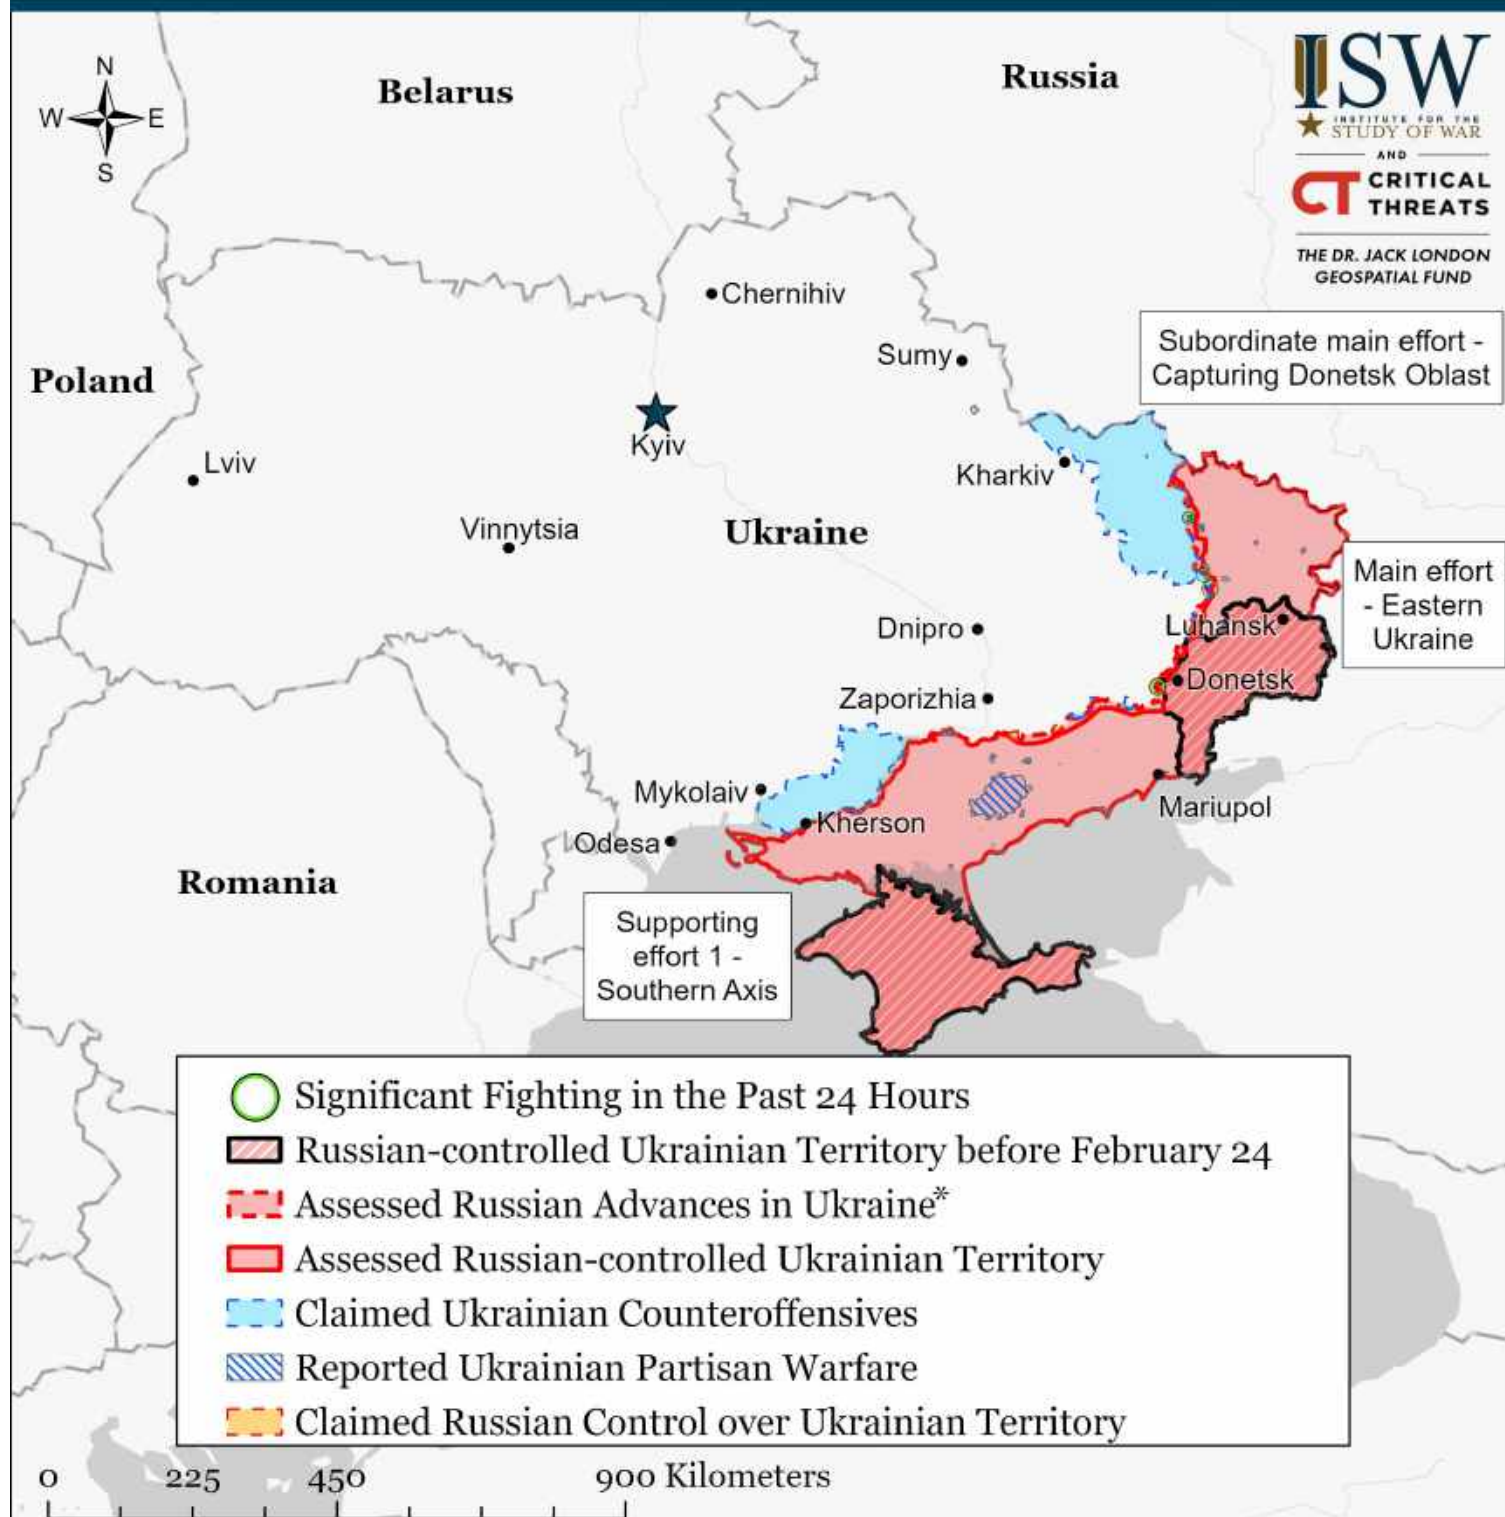 N
W E
S
Belarus
Russia
ISW
INSTITUTE FOR THE
STUDY OF WAR
AND
CT CRITICAL
THREATS
THE DR. JACK LONDON
GEOSPATIAL FUND
Chernihiv
Subordinate main effort -
Capturing Donetsk Oblast
Sumy
Poland
Kyiv
Lviv
Kharkiv
Vinnytsia
Ukraine
Main effort
- Eastern
Ukraine
Dnipro
Luhansk
Donetsk
Zaporizhia
Mykolaiv
Mariupol
Kherson
Odesa
Romania
Supporting
effort 1 -
Southern Axis
Significant Fighting in the Past 24 Hours
Russian-controlled Ukrainian Territory before February 24
Assessed Russian Advances in Ukraine*
Assessed Russian-controlled Ukrainian Territory
Claimed Ukrainian Counteroffensives
Reported Ukrainian Partisan Warfare
Claimed Russian Control over Ukrainian Territory
0 225 450 900 Kilometers